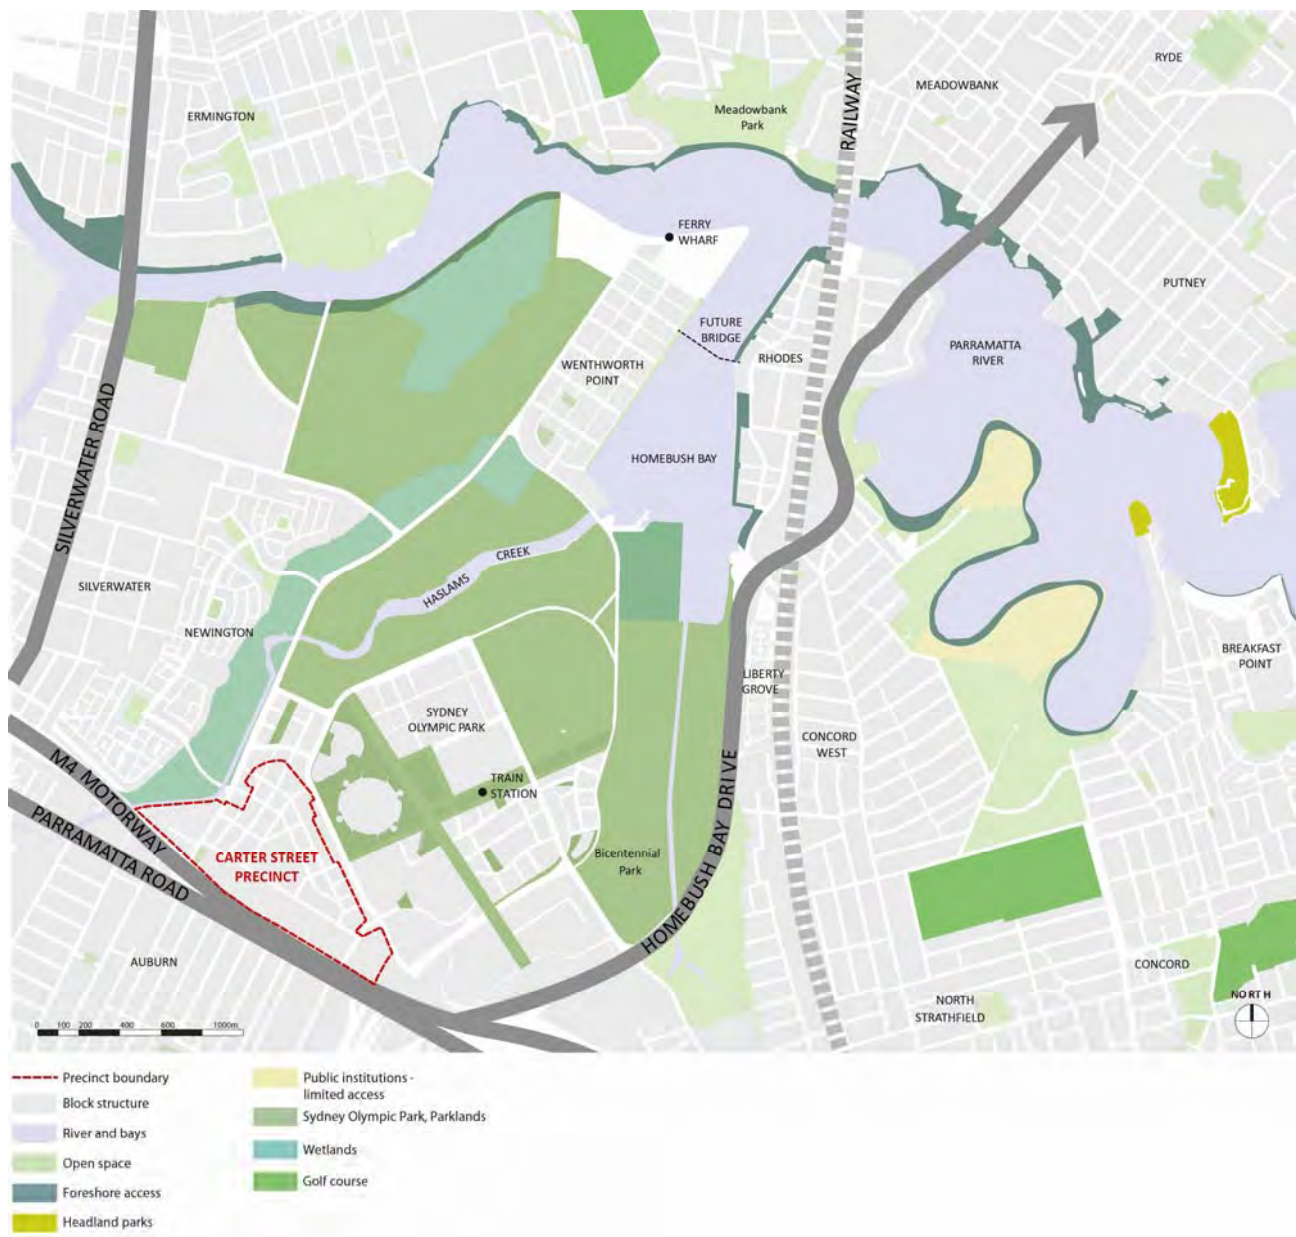 RYDE
MEADOWBANK
RAILWAY
Meadowbank
Park
ERMINGTON
FERRY
WHARF
PUTNEY
FUTURE
BRIDGE
PARRAMATTA
RIVER
RHODES
WENTHWORTH
POINT
SILVERWATER ROAD
HOMEBUSH BAY
HASLAMS
CREEK
SILVERWATER
NEWINGTON
BREAKFAST
POINT
LIBERTY
GROVE
SYDNEY
OLYMPIC PARK
CONCORD
WEST
TRAIN
STATION
M4 MOTORWAY
PARRAMATTA ROAD
HOMEBUSH BAY DRIVE
CARTER STREET
PRECINCT
Bicentennial
Park
AUBURN
CONCORD
NORTH
NORTH
STRATHFIELD
0 100 200 400 600 1000m
Precinct boundary
Block structure
River and bays
Open space
Foreshore access
Headland parks
Public institutions -
limited access
Sydney Olympic Park, Parklands
Wetlands
Golf course